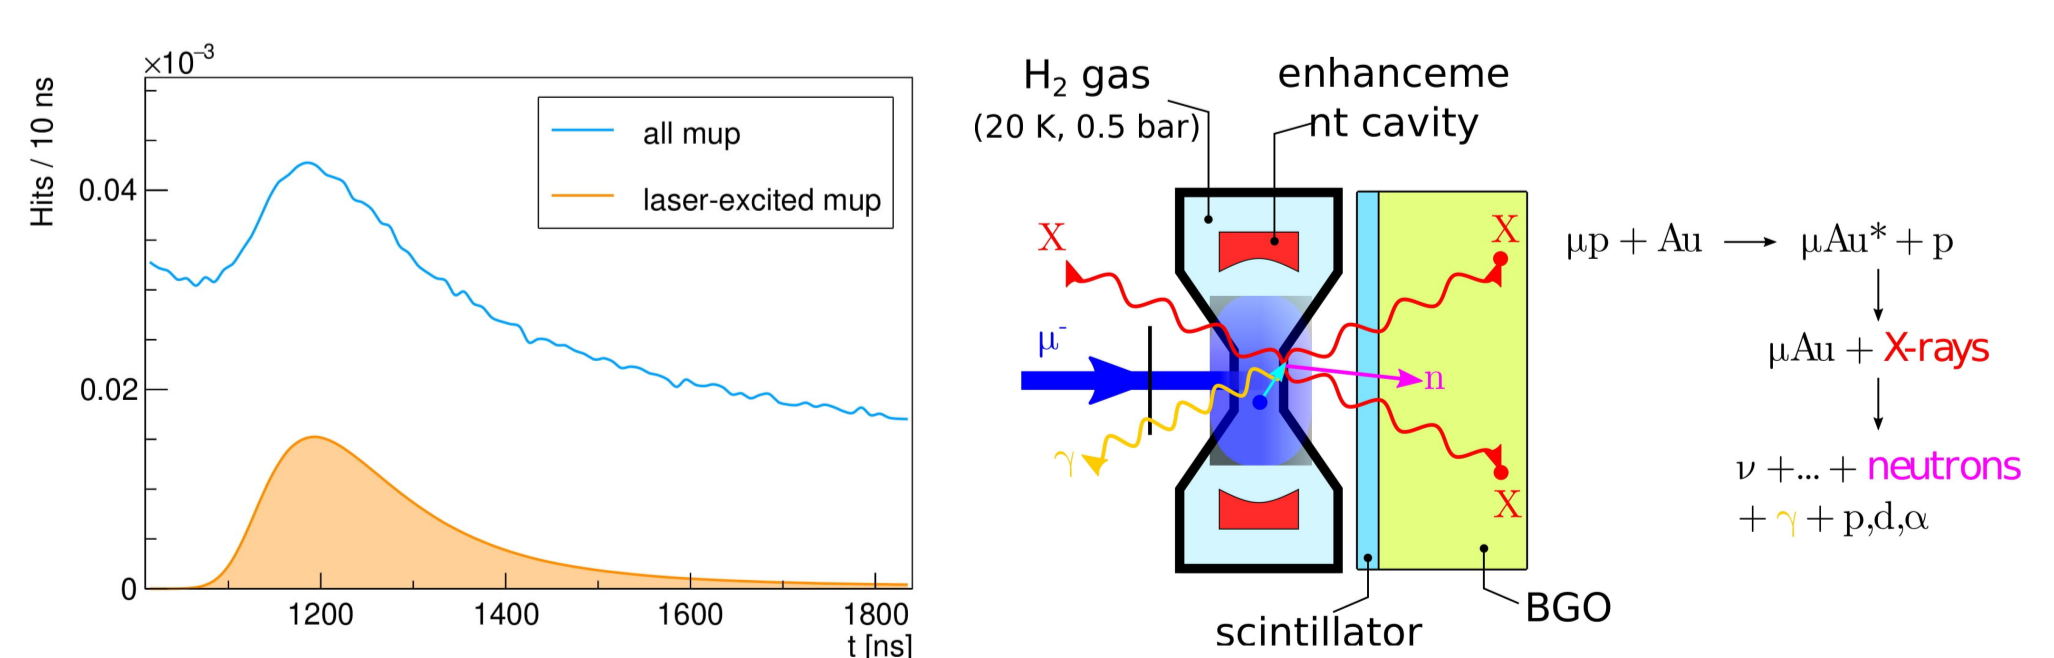 ×10⁻³
Hits / 10 ns
0.04
0.02
0
1200 1400 1600 1800
t [ns]
all mup
laser-excited mup
H₂ gas
(20 K, 0.5 bar)
enhanceme
nt cavity
X
X
μ⁻
n
γ
X
scintillator
BGO
μp + Au ⟶ μAu* + p
μAu + X-rays
ν +... + neutrons
+ γ + p,d,α